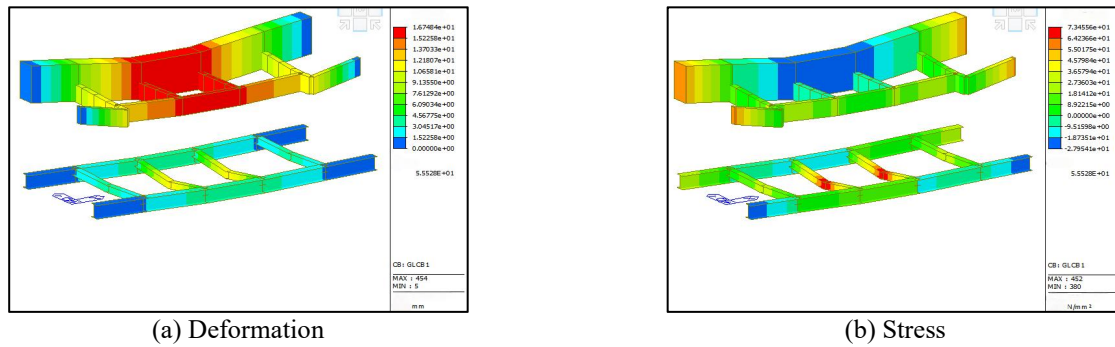 1.67484e+01
1.52258e+01
1.37033e+01
1.21807e+01
1.06581e+01
9.13550e+00
7.61292e+00
6.09034e+00
4.56775e+00
3.04517e+00
1.52258e+00
0.00000e+00
5.5528E+01
CB: GLCB1
MAX : 454
MIN : 5
mm
(a) Deformation
7.34556e+01
6.42366e+01
5.50175e+01
4.57984e+01
3.65794e+01
2.73603e+01
1.81412e+01
8.92215e+00
0.00000e+00
-9.51598e+00
-1.87351e+01
-2.79541e+01
5.5528E+01
CB: GLCB1
MAX : 452
MIN : 380
N/mm²
(b) Stress